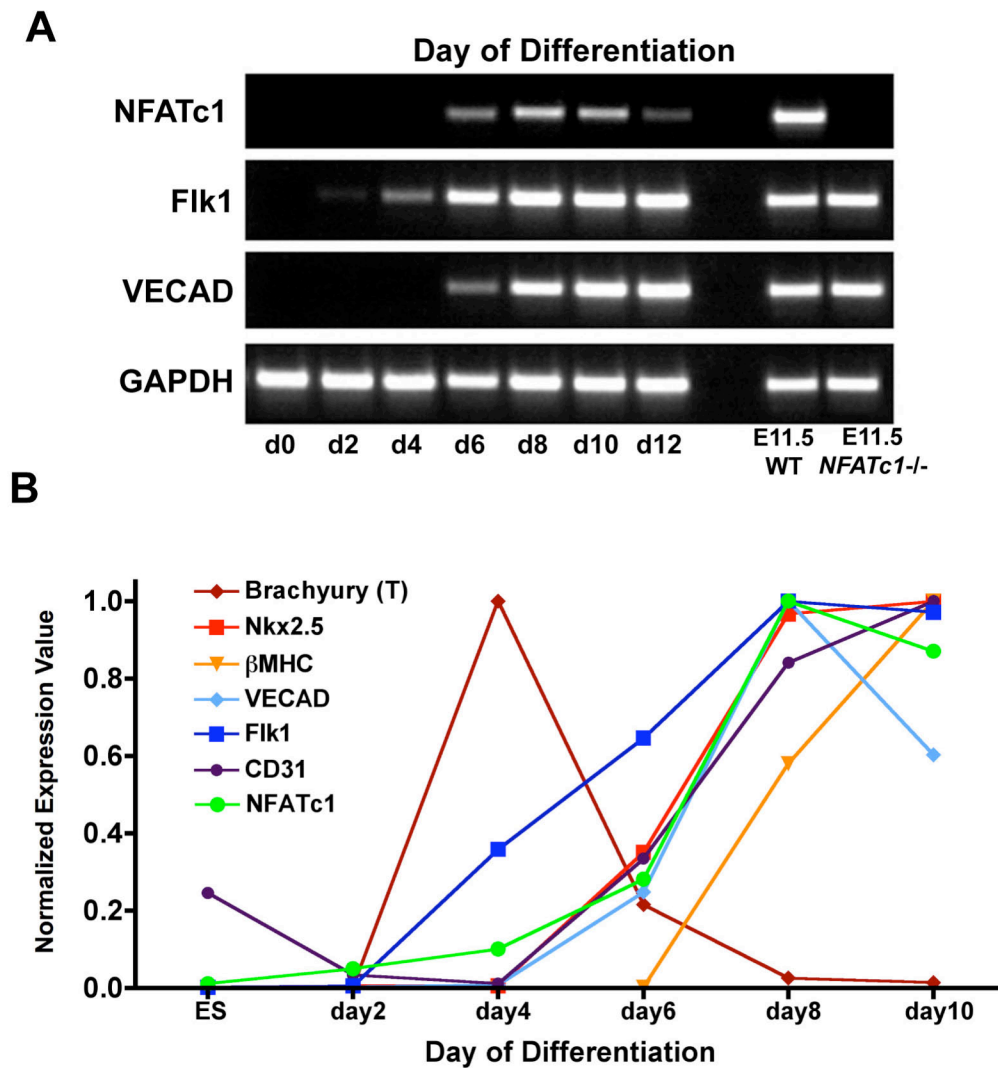 A
Day of Differentiation
NFATc1
Flk1
VECAD
GAPDH
d0 d2 d4 d6 d8 d10 d12 E11.5 WT E11.5 NFATc1-/-
B
Normalized Expression Value
1.0
0.8
0.6
0.4
0.2
0.0
Brachyury (T)
Nkx2.5
βMHC
VECAD
Flk1
CD31
NFATc1
ES day2 day4 day6 day8 day10
Day of Differentiation